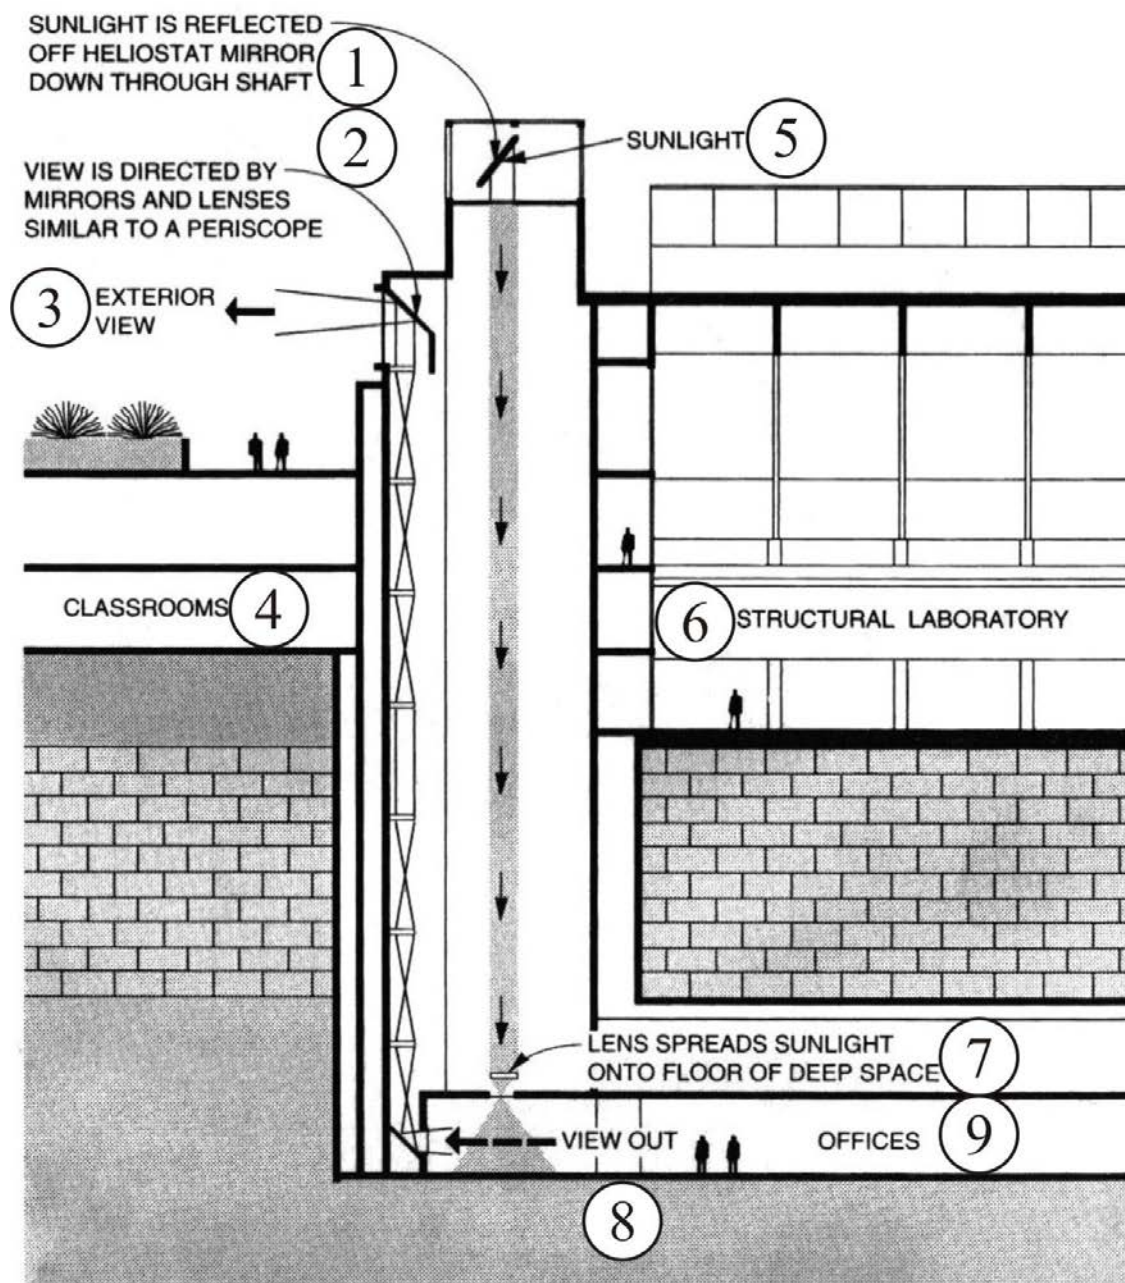 SUNLIGHT IS REFLECTED
OFF HELIOSTAT MIRROR
DOWN THROUGH SHAFT
1
2
VIEW IS DIRECTED BY
MIRRORS AND LENSES
SIMILAR TO A PERISCOPE
SUNLIGHT 5
3 EXTERIOR
VIEW
CLASSROOMS 4
6 STRUCTURAL LABORATORY
LENS SPREADS SUNLIGHT
ONTO FLOOR OF DEEP SPACE
7
VIEW OUT
OFFICES 9
8